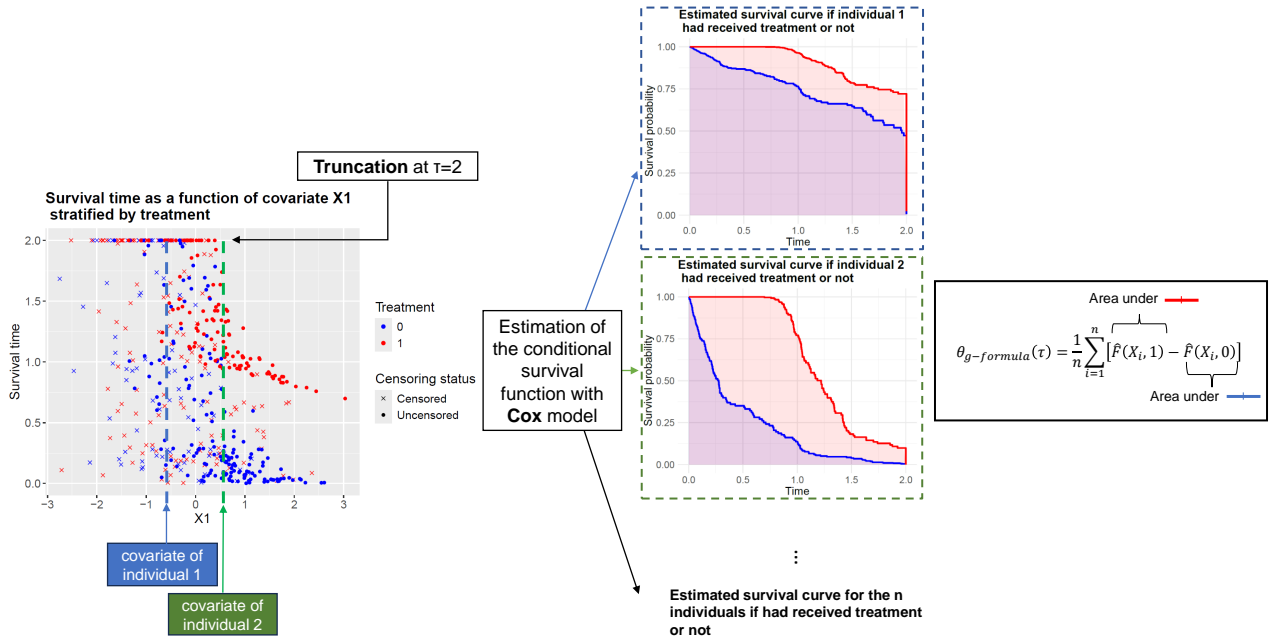 Truncation at τ=2
Survival time as a function of covariate X1
stratified by treatment
Survival time
2.0
1.5
1.0
0.5
0.0
−3
−2
−1
0
1
2
3
X1
Treatment
0
1
Censoring status
Censored
Uncensored
covariate of
individual 1
covariate of
individual 2
Estimation of
the conditional
survival
function with
Cox model
Estimated survival curve if individual 1
had received treatment or not
Survival probability
1.00
0.75
0.50
0.25
0.00
0.0
0.5
1.0
1.5
2.0
Time
Estimated survival curve if individual 2
had received treatment or not
Survival probability
1.00
0.75
0.50
0.25
0.00
0.0
0.5
1.0
1.5
2.0
Time
...
Estimated survival curve for the n
individuals if had received treatment
or not
Area under
θ_{g−formula}(τ) = 1/n ∑_{i=1}^{n} [F̂(X_i, 1) − F̂(X_i, 0)]
Area under